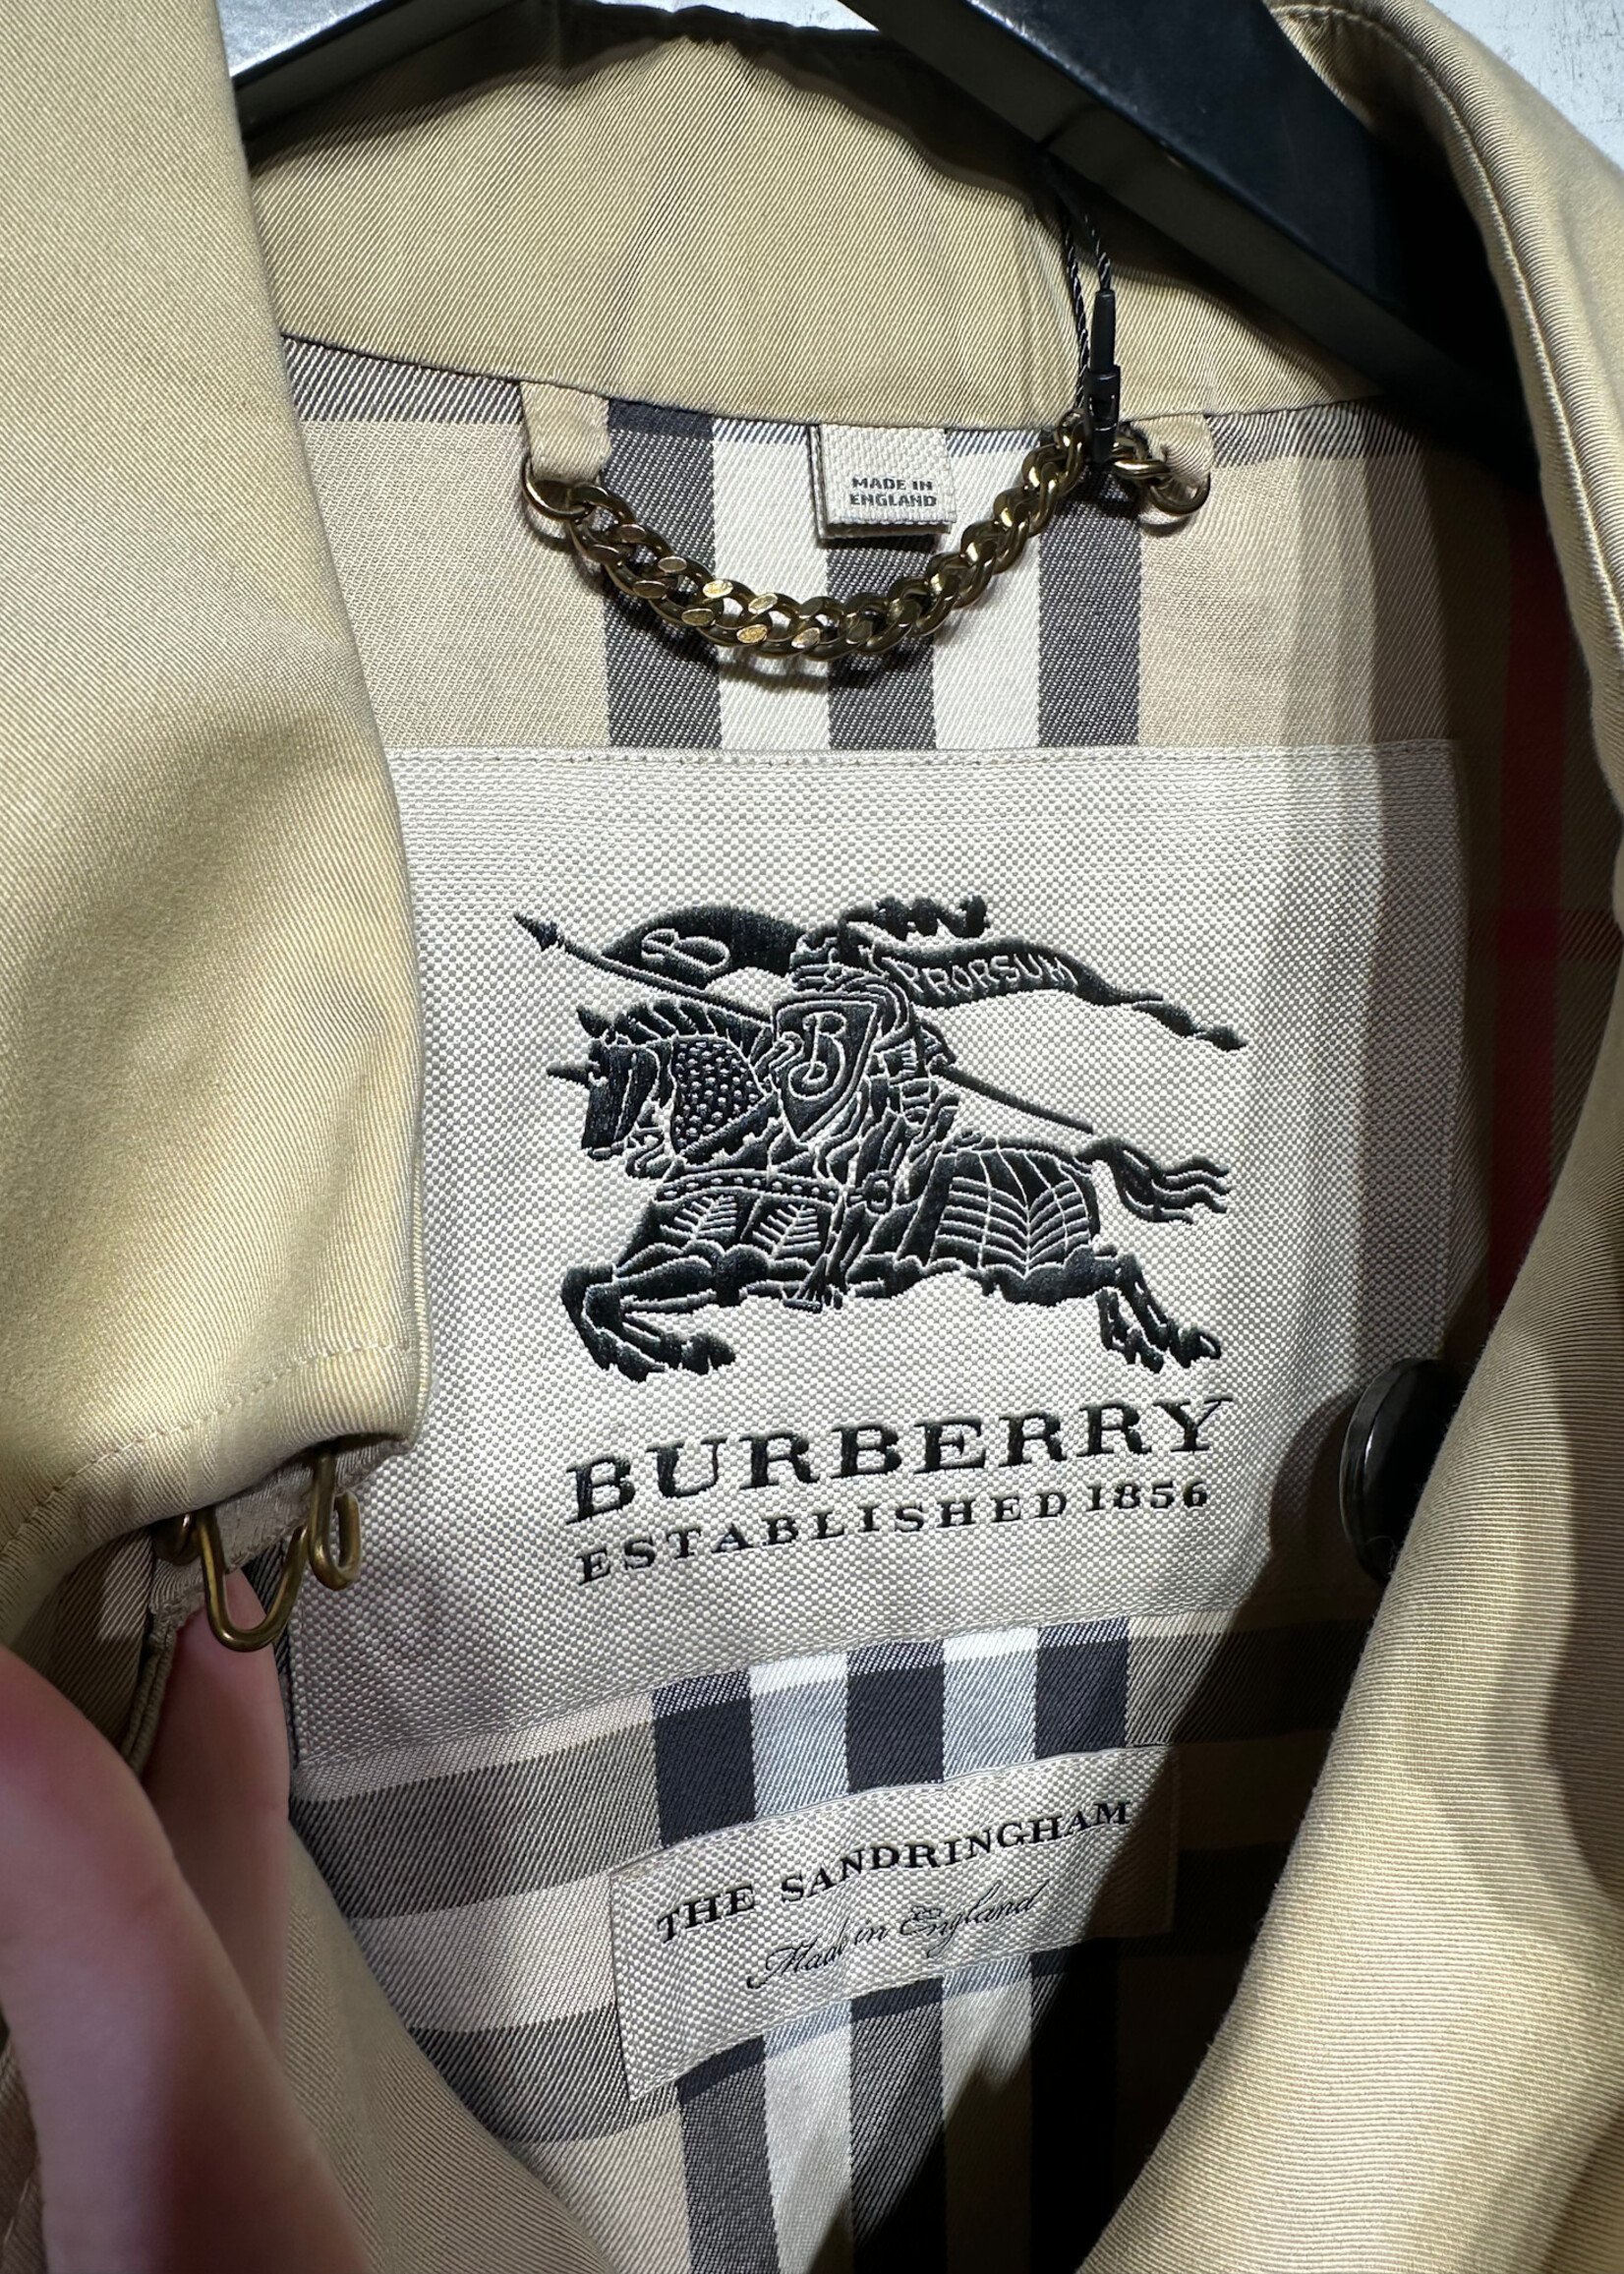 MADE IN
ENGLAND
B
PRORSUM
B
BURBERRY
ESTABLISHED 1856
THE SANDRINGHAM
Made in England